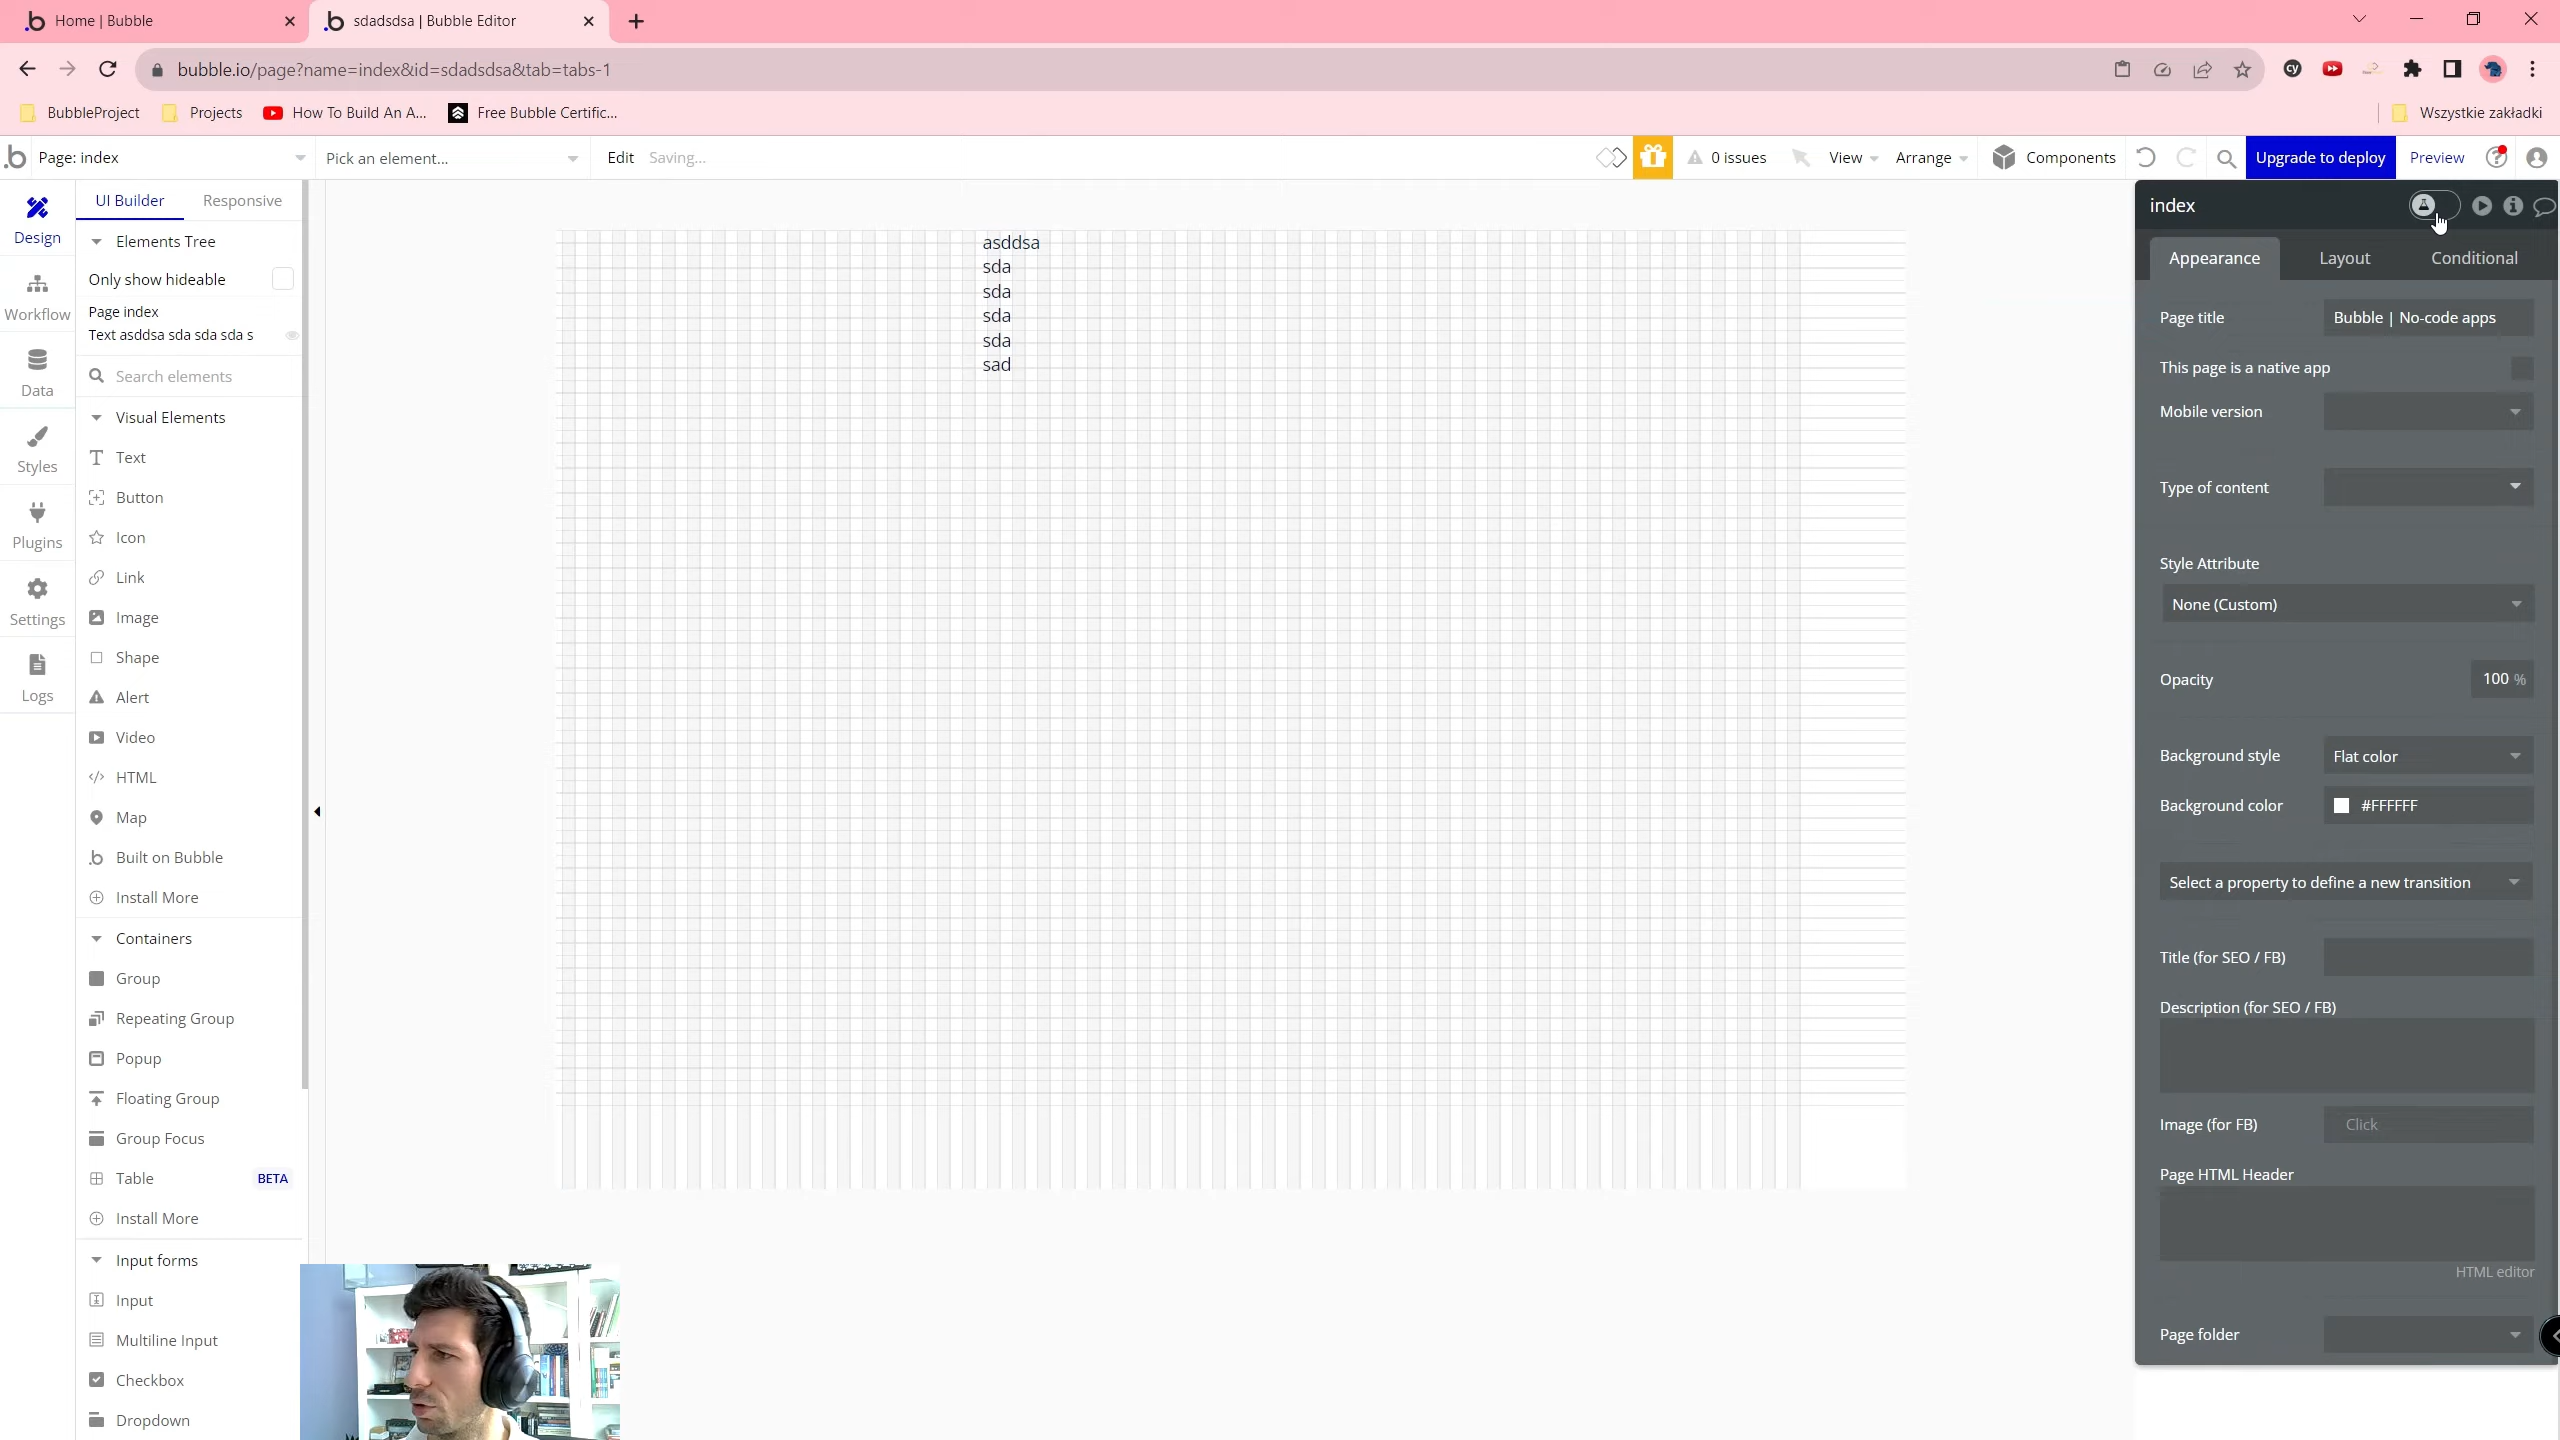 Home | Bubble
sdadsdsa | Bubble Editor
bubble.io/page?name=index&id=sdadsdsa&tab=tabs-1
BubbleProject
Projects
How To Build An A...
Free Bubble Certific...
Wszystkie zakładki
Page: index
Pick an element...
Edit
Saving...
0 issues
View
Arrange
Components
Upgrade to deploy
Preview
Design
Workflow
Data
Styles
Plugins
Settings
Logs
UI Builder
Responsive
Elements Tree
Only show hideable
Page index
Text asddsa sda sda sda s
Search elements
Visual Elements
Text
Button
Icon
Link
Image
Shape
Alert
Video
HTML
Map
Built on Bubble
Install More
Containers
Group
Repeating Group
Popup
Floating Group
Group Focus
Table
BETA
Install More
Input forms
Input
Multiline Input
Checkbox
Dropdown
asddsa
sda
sda
sda
sda
sad
index
Appearance
Layout
Conditional
Page title
Bubble | No-code apps
This page is a native app
Mobile version
Type of content
Style Attribute
None (Custom)
Opacity
100 %
Background style
Flat color
Background color
#FFFFFF
Select a property to define a new transition
Title (for SEO / FB)
Description (for SEO / FB)
Image (for FB)
Click
Page HTML Header
HTML editor
Page folder